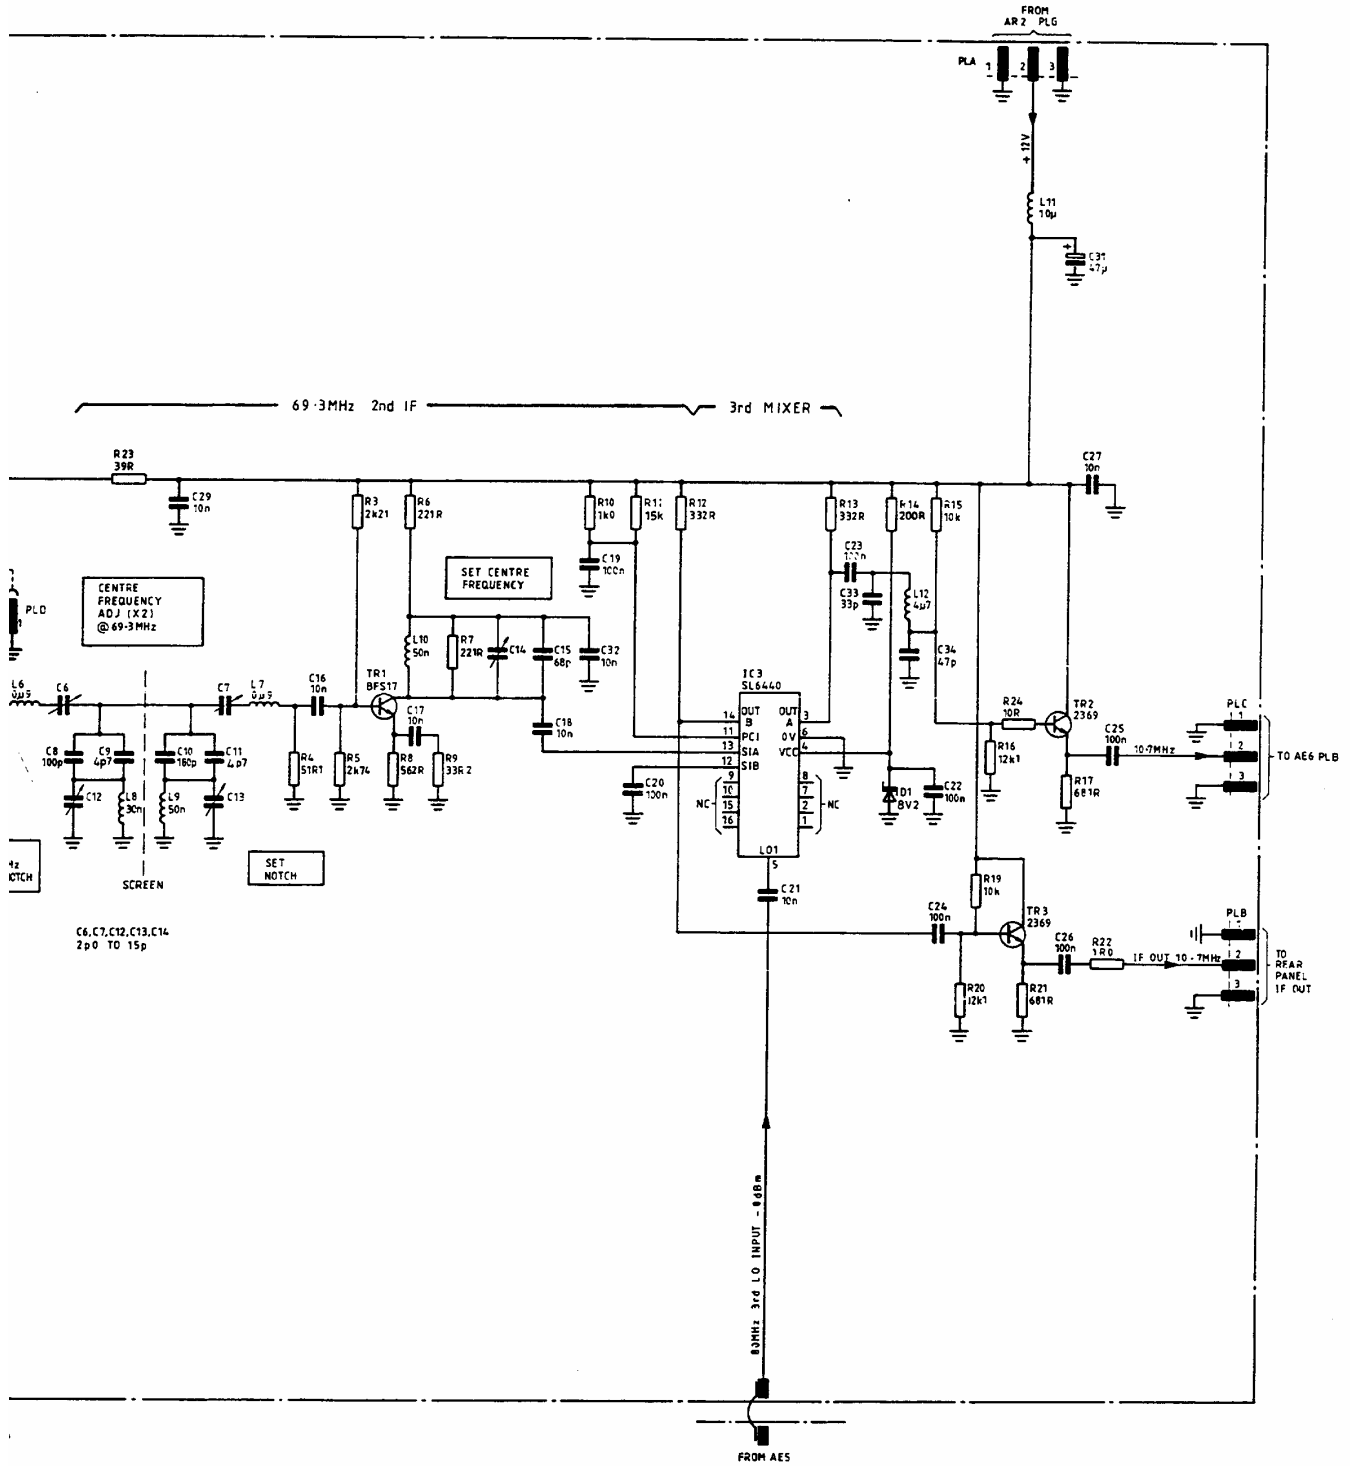 FROM
AR2 PLG
PLA 1 2 3
+ 12V
L11
10µ
+
C31
47µ
69·3MHz 2nd IF
3rd MIXER
R23
39R
C29
10n
R3
2k21
R6
221R
R10
1k0
R11
15k
R12
332R
R13
332R
R14
200R
R15
10k
C27
10n
C19
100n
C23
C33
33p
L12
4µ7
C34
47p
SET CENTRE
FREQUENCY
CENTRE
FREQUENCY
ADJ (X2)
@ 69·3MHz
PLD
1
L10
50n
R7
221R
C14
C15
68p
C32
10n
L6
0µ9
C6
C7
L7
0µ9
C16
10n
TR1
BFS17
C17
10n
C18
10n
IC3
SL6440
OUT
B
OUT
A
PCI
0V
SIA
VCC
SIB
14
11
13
12
9
10
15
16
3
6
4
8
7
2
1
NC
NC
LO1
5
C8
100p
C9
4p7
C10
160p
C11
4p7
R4
51R1
R5
2k74
R8
562R
R9
33R2
C12
L8
30n
L9
50n
C13
C20
100n
D1
8V2
C22
100n
R24
10R
TR2
2369
R16
12k1
C25
100n
R17
681R
10·7MHz
PLC
1
2
3
TO AE6 PLB
SCREEN
SET
NOTCH
C6,C7,C12,C13,C14
2p0 TO 15p
C21
10n
R19
10k
C24
100n
TR3
2369
C26
100n
R22
1R0
IF OUT 10·7MHz
PLB
1
2
3
TO
REAR
PANEL
IF OUT
R20
12k1
R21
681R
80MHz 3rd LO INPUT
FROM AE5